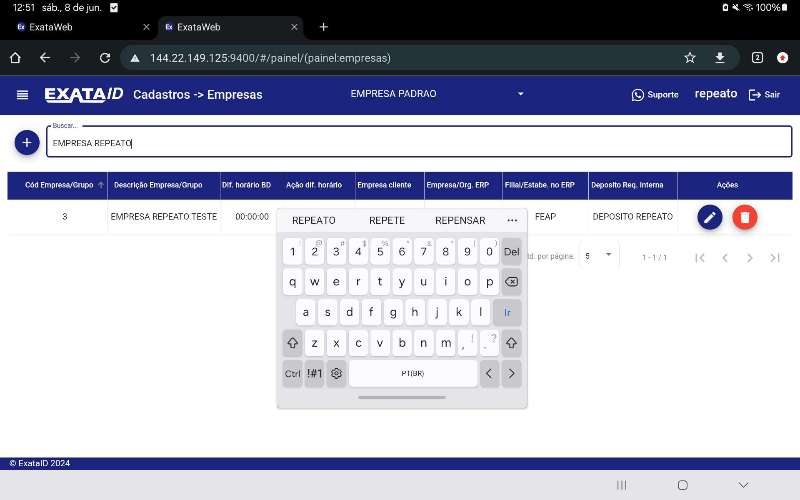 12:51 sáb., 8 de jun. 100%
ExataWeb ExataWeb
144.22.149.125:9400/#/painel/(painel:empresas) 2
EXATAID Cadastros -> Empresas EMPRESA PADRAO Suporte repeato Sair
Buscar...
EMPRESA REPEATO
Cód Empresa/Grupo Descrição Empresa/Grupo Dif. horário BD Ação dif. horário Empresa cliente Empresa/Org. ERP Filial/Estabe. no ERP Deposito Req. Interna Ações
3 EMPRESA REPEATO TESTE 00:00:00 FEAP DEPOSITO REPEATO
REPEATO REPETE REPENSAR ...
td. por página. 5 1 - 1 / 1
1 2 3 4 5 6 7 8 9 0 Del
q w e r t y u i o p
a s d f g h j k l Ir
z x c v b n m , ! . ?
Ctrl !#1 PT(BR) < >
© ExataID 2024